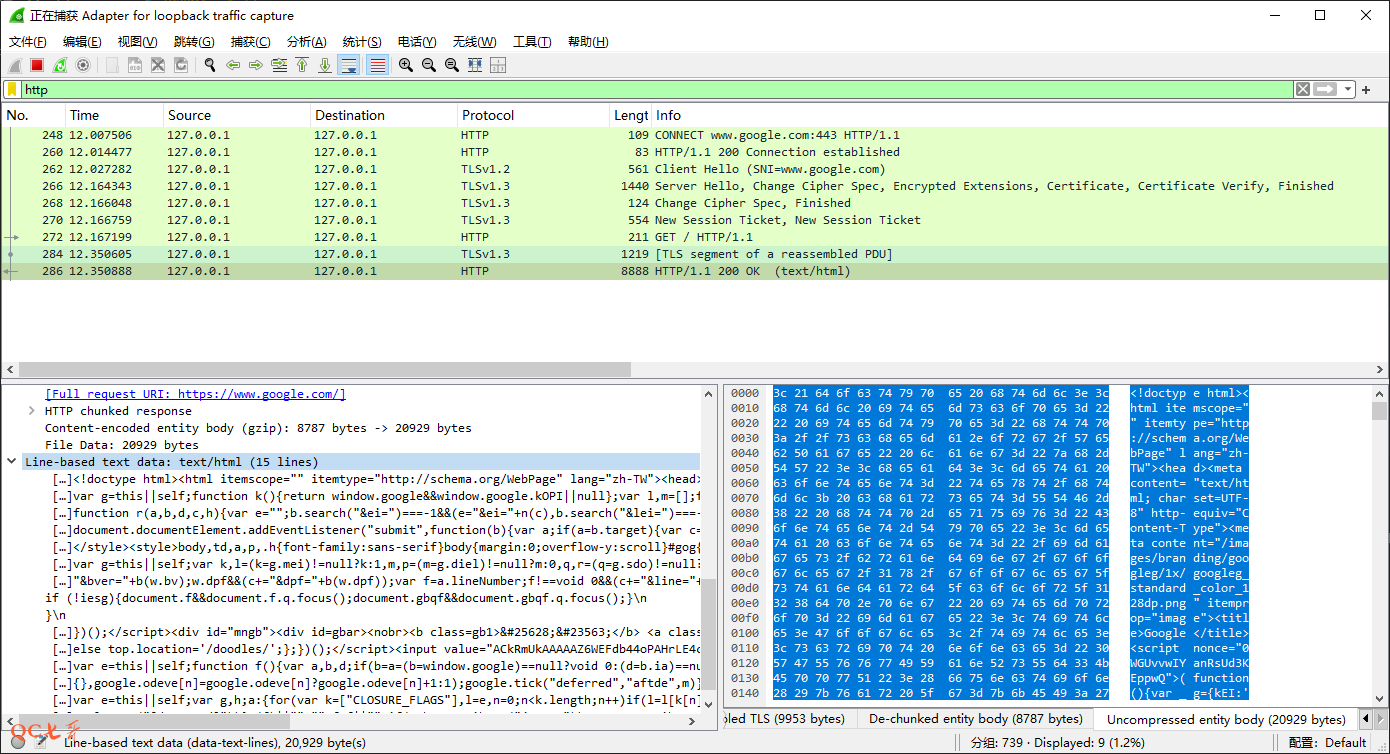 正在捕获 Adapter for loopback traffic capture
文件(F) 编辑(E) 视图(V) 跳转(G) 捕获(C) 分析(A) 统计(S) 电话(Y) 无线(W) 工具(T) 帮助(H)
http
No. Time Source Destination Protocol Lengt Info
248 12.007506 127.0.0.1 127.0.0.1 HTTP 109 CONNECT www.google.com:443 HTTP/1.1
260 12.014477 127.0.0.1 127.0.0.1 HTTP 83 HTTP/1.1 200 Connection established
262 12.027282 127.0.0.1 127.0.0.1 TLSv1.2 561 Client Hello (SNI=www.google.com)
266 12.164343 127.0.0.1 127.0.0.1 TLSv1.3 1440 Server Hello, Change Cipher Spec, Encrypted Extensions, Certificate, Certificate Verify, Finished
268 12.166048 127.0.0.1 127.0.0.1 TLSv1.3 124 Change Cipher Spec, Finished
270 12.166759 127.0.0.1 127.0.0.1 TLSv1.3 554 New Session Ticket, New Session Ticket
272 12.167199 127.0.0.1 127.0.0.1 HTTP 211 GET / HTTP/1.1
284 12.350605 127.0.0.1 127.0.0.1 TLSv1.3 1219 [TLS segment of a reassembled PDU]
286 12.350888 127.0.0.1 127.0.0.1 HTTP 8888 HTTP/1.1 200 OK (text/html)
[Full request URI: https://www.google.com/]
HTTP chunked response
Content-encoded entity body (gzip): 8787 bytes -> 20929 bytes
File Data: 20929 bytes
Line-based text data: text/html (15 lines)
[…]<!doctype html><html itemscope="" itemtype="http://schema.org/WebPage" lang="zh-TW"><head>
[…]var g=this||self;function k(){return window.google&&window.google.kOPI||null};var l,m=[];f
[…]function r(a,b,d,c,h){var e="";b.search("&ei=")===-1&&(e="&ei="+n(c),b.search("&lei=")===-
[…]document.documentElement.addEventListener("submit",function(b){var a;if(a=b.target){var c=
[…]</style><style>body,td,a,p,.h{font-family:sans-serif}body{margin:0;overflow-y:scroll}#gog{
[…]var g=this||self;var k,l=(k=g.mei)!=null?k:1,m,p=(m=g.diel)!=null?m:0,q,r=(q=g.sdo)!=null?
[…]"&bver="+b(w.bv);w.dpf&&(c+="&dpf="+b(w.dpf));var f=a.lineNumber;f!==void 0&&(c+="&line="+
if (!iesg){document.f&&document.f.q.focus();document.gbqf&&document.gbqf.q.focus();}\n
}\n
[…]})();</script><div id="mngb"><div id=gbar><nobr><b class=gb1>&#25628;&#23563;</b> <a class
[…]else top.location='/doodles/';};})();</script><input value="ACkRmUkAAAAAZ6WEFdb44oPAHrLE4c
[…]var e=this||self;function f(){var a,b,d;if(b=a=(b=window.google)==null?void 0:(d=b.ia)==nu
[…]{},google.odeve[n]=google.odeve[n]?google.odeve[n]+1:1);google.tick("deferred","aftde",m)]
[…]var e=this||self;var g,h;a:{for(var k=["CLOSURE_FLAGS"],l=e,n=0;n<k.length;n++)if(l=l[k[n]
0000 3c 21 64 6f 63 74 79 70 65 20 68 74 6d 6c 3e 3c <!doctyp e html><
0010 68 74 6d 6c 20 69 74 65 6d 73 63 6f 70 65 3d 22 html ite mscope="
0020 22 20 69 74 65 6d 74 79 70 65 3d 22 68 74 74 70 " itemty pe="http
0030 3a 2f 2f 73 63 68 65 6d 61 2e 6f 72 67 2f 57 65 ://schem a.org/We
0040 62 50 61 67 65 22 20 6c 61 6e 67 3d 22 7a 68 2d bPage" l ang="zh-
0050 54 57 22 3e 3c 68 65 61 64 3e 3c 6d 65 74 61 20 TW"><hea d><meta
0060 63 6f 6e 74 65 6e 74 3d 22 74 65 78 74 2f 68 74 content= "text/ht
0070 6d 6c 3b 20 63 68 61 72 73 65 74 3d 55 54 46 2d ml; char set=UTF-
0080 38 22 20 68 74 74 70 2d 65 71 75 69 76 3d 22 43 8" http- equiv="C
0090 6f 6e 74 65 6e 74 2d 54 79 70 65 22 3e 3c 6d 65 ontent-T ype"><me
00a0 74 61 20 63 6f 6e 74 65 6e 74 3d 22 2f 69 6d 61 ta conte nt="/ima
00b0 67 65 73 2f 62 72 61 6e 64 69 6e 67 2f 67 6f 6f ges/bran ding/goo
00c0 67 6c 65 67 2f 31 78 2f 67 6f 6f 67 6c 65 67 5f gleg/1x/ googleg_
00d0 73 74 61 6e 64 61 72 64 5f 63 6f 6c 6f 72 5f 31 standard _color_1
00e0 32 38 64 70 2e 70 6e 67 22 20 69 74 65 6d 70 72 28dp.png " itempr
00f0 6f 70 3d 22 69 6d 61 67 65 22 3e 3c 74 69 74 6c op="imag e"><titl
0100 65 3e 47 6f 6f 67 6c 65 3c 2f 74 69 74 6c 65 3e e>Google </title>
0110 3c 73 63 72 69 70 74 20 6e 6f 6e 63 65 3d 22 30 <script nonce="0
0120 57 47 55 76 76 77 49 59 61 6e 52 73 55 64 33 4b WGUvvwIY anRsUd3K
0130 45 70 70 77 51 22 3e 28 66 75 6e 63 74 69 6f 6e EppwQ">( function
0140 28 29 7b 76 61 72 20 5f 67 3d 7b 6b 45 49 3a 27 (){var _ g={kEI:'
bled TLS (9953 bytes) De-chunked entity body (8787 bytes) Uncompressed entity body (20929 bytes)
Line-based text data (data-text-lines), 20,929 byte(s) 分组: 739 · Displayed: 9 (1.2%) 配置: Default